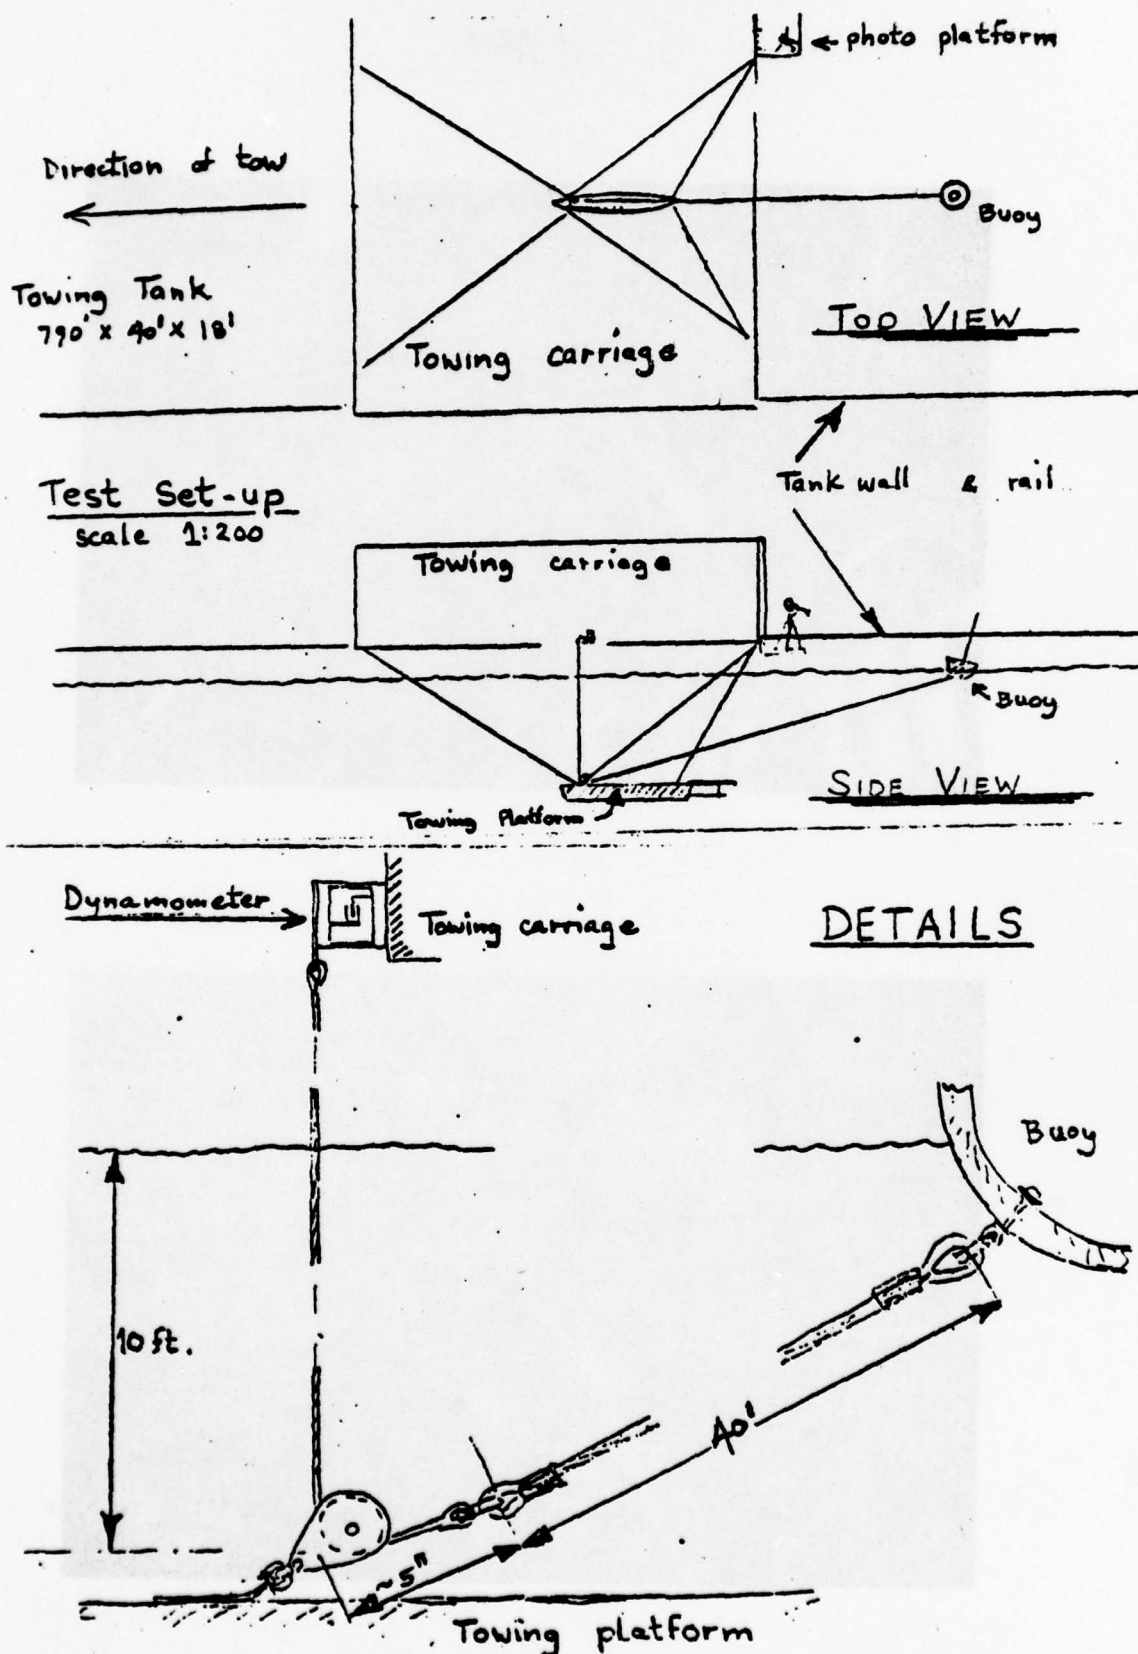 photo platform
Direction of tow
Buoy
Towing Tank
790' x 40' x 18'
TOP VIEW
Towing carriage
Tank wall & rail
Test Set-up
scale 1:200
Towing carriage
Buoy
SIDE VIEW
Towing Platform
Dynamometer
Towing carriage
DETAILS
Buoy
10 ft.
40'
~5"
Towing platform